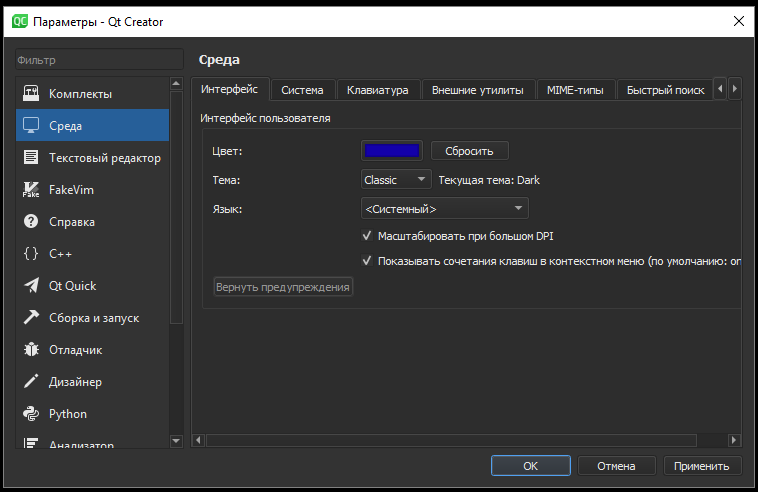 QC Параметры - Qt Creator
Фильтр
Комплекты
Среда
Текстовый редактор
Fake
FakeVim
? Справка
{ } C++
Qt Quick
Сборка и запуск
Отладчик
Дизайнер
Python
Анализатор
Среда
Интерфейс Система Клавиатура Внешние утилиты MIME-типы Быстрый поиск
Интерфейс пользователя
Цвет: Сбросить
Тема: Classic Текущая тема: Dark
Язык: <Системный>
Масштабировать при большом DPI
Показывать сочетания клавиш в контекстном меню (по умолчанию: on
Вернуть предупреждения
OK Отмена Применить